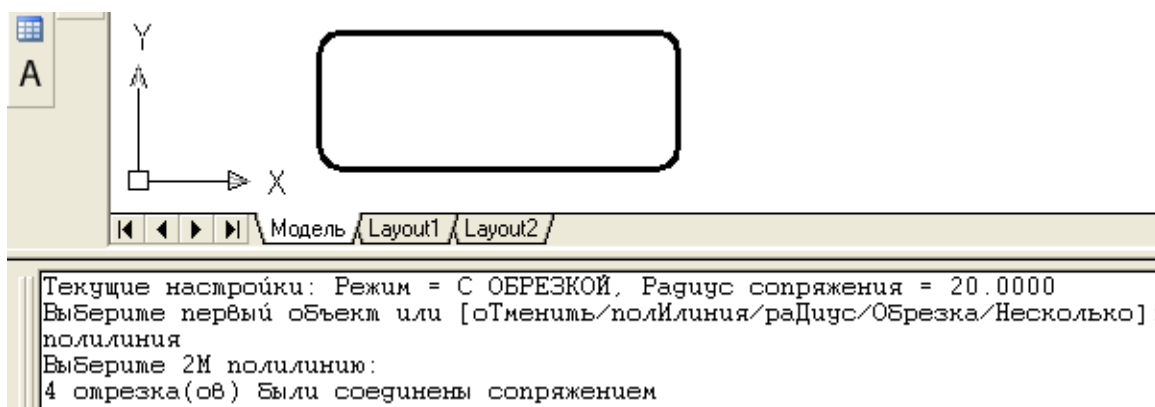 A
Y
X
Модель Layout1 Layout2
Текущие настройки: Режим = С ОБРЕЗКОЙ, Радиус сопряжения = 20.0000
Выберите первый объект или [оТменить/полИлиния/раДиус/Обрезка/Несколько]:
полилиния
Выберите 2М полилинию:
4 отрезка(ов) были соединены сопряжением